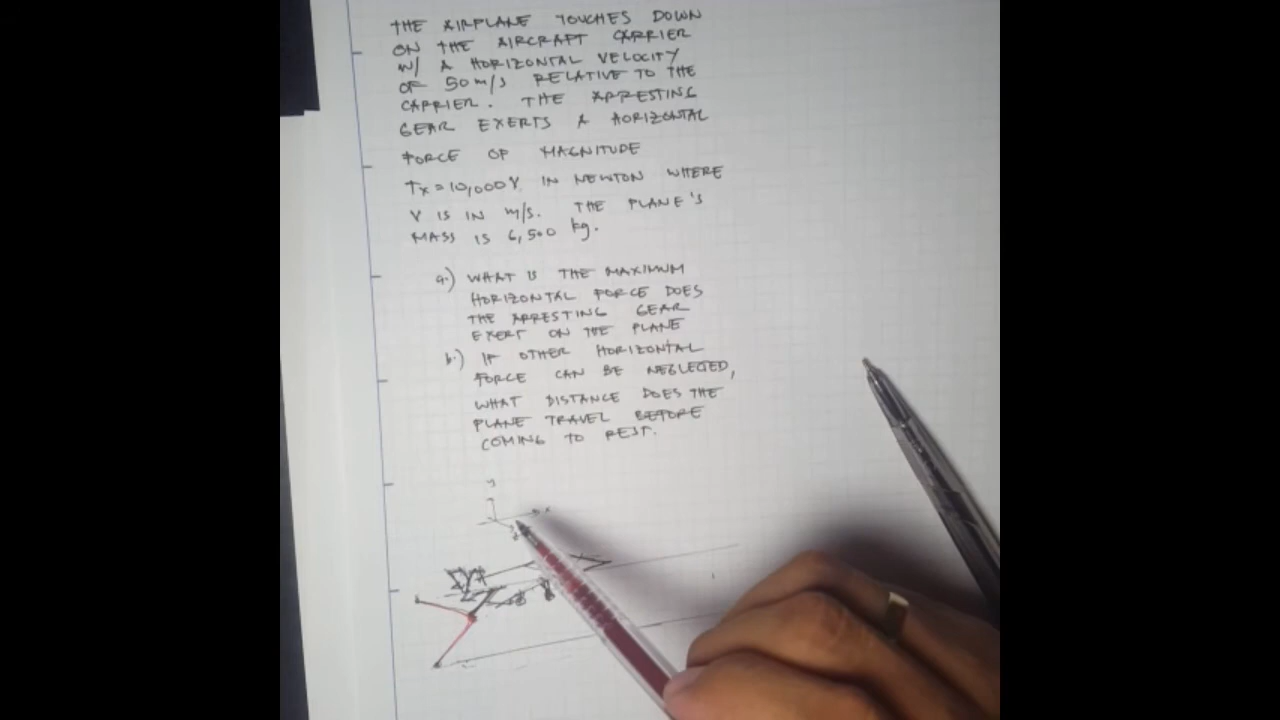 THE AIRPLANE TOUCHES DOWN
ON THE AIRCRAFT CARRIER
W/ A HORIZONTAL VELOCITY
OF 50 m/s RELATIVE TO THE
CARRIER. THE ARRESTING
GEAR EXERTS A HORIZONTAL
FORCE OF MAGNITUDE
Tx = 10,000V IN NEWTON WHERE
V IS IN m/s. THE PLANE'S
MASS IS 6,500 kg.
a.) WHAT IS THE MAXIMUM
HORIZONTAL FORCE DOES
THE ARRESTING GEAR
EXERT ON THE PLANE
b.) IF OTHER HORIZONTAL
FORCE CAN BE NEGLECTED,
WHAT DISTANCE DOES THE
PLANE TRAVEL BEFORE
COMING TO REST.
y
x
z